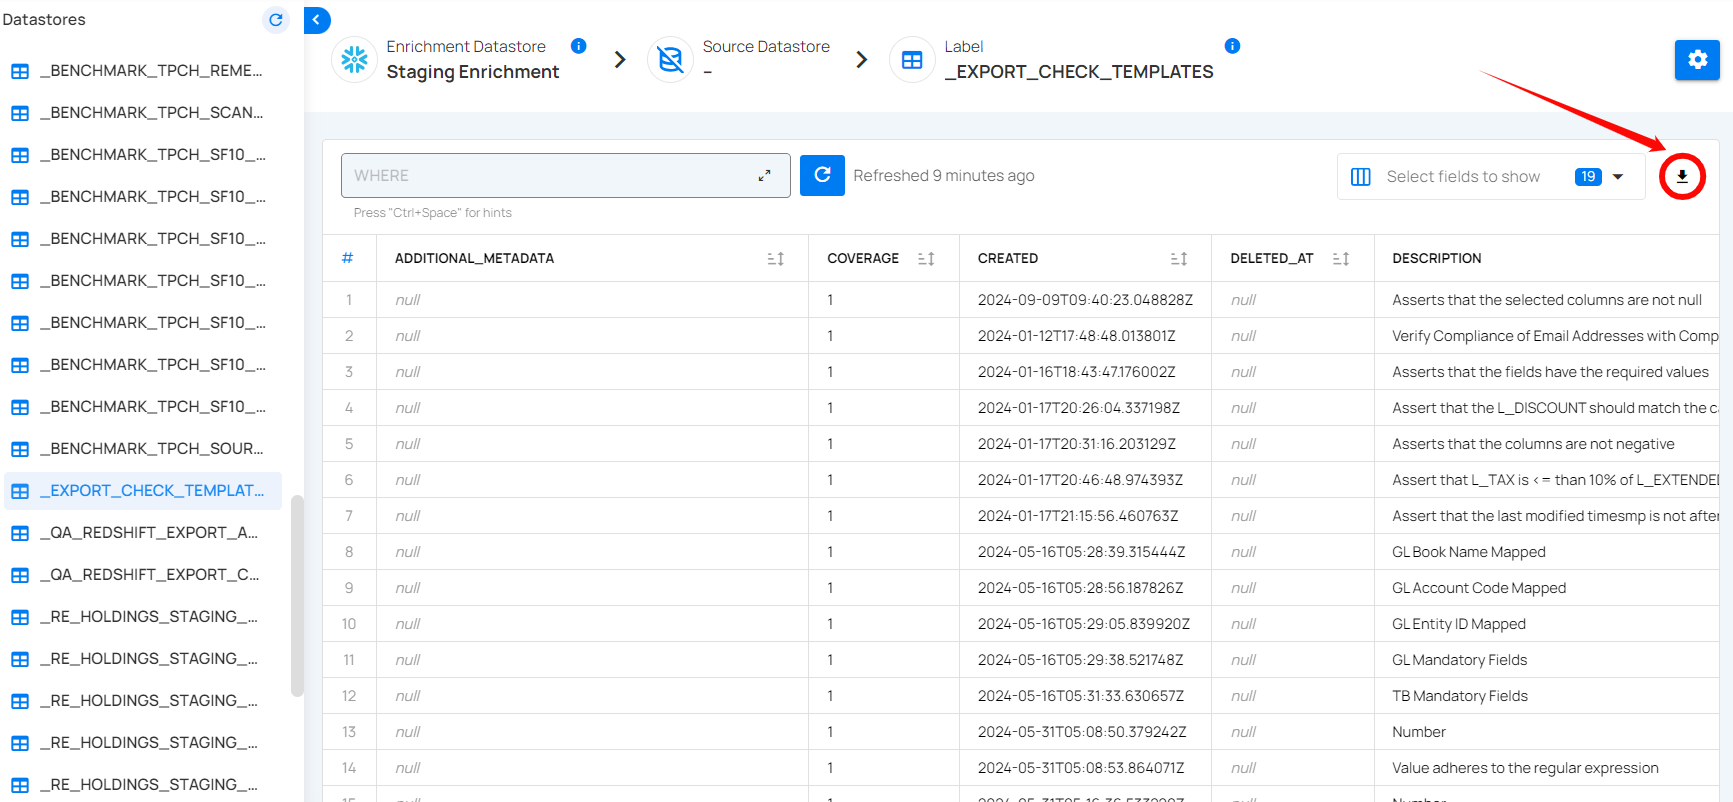 Datastores
_BENCHMARK_TPCH_REME...
_BENCHMARK_TPCH_SCAN...
_BENCHMARK_TPCH_SF10_...
_BENCHMARK_TPCH_SF10_...
_BENCHMARK_TPCH_SF10_...
_BENCHMARK_TPCH_SF10_...
_BENCHMARK_TPCH_SF10_...
_BENCHMARK_TPCH_SF10_...
_BENCHMARK_TPCH_SF10_...
_BENCHMARK_TPCH_SOUR...
_EXPORT_CHECK_TEMPLAT...
_QA_REDSHIFT_EXPORT_A...
_QA_REDSHIFT_EXPORT_C...
_RE_HOLDINGS_STAGING_...
_RE_HOLDINGS_STAGING_...
_RE_HOLDINGS_STAGING_...
_RE_HOLDINGS_STAGING_...
_RE_HOLDINGS_STAGING_...
Enrichment Datastore
Staging Enrichment
Source Datastore
–
Label
_EXPORT_CHECK_TEMPLATES
WHERE
Refreshed 9 minutes ago
Select fields to show 19
Press "Ctrl+Space" for hints
# ADDITIONAL_METADATA COVERAGE CREATED DELETED_AT DESCRIPTION
1 null 1 2024-09-09T09:40:23.048828Z null Asserts that the selected columns are not null
2 null 1 2024-01-12T17:48:48.013801Z null Verify Compliance of Email Addresses with Comp
3 null 1 2024-01-16T18:43:47.176002Z null Asserts that the fields have the required values
4 null 1 2024-01-17T20:26:04.337198Z null Assert that the L_DISCOUNT should match the c
5 null 1 2024-01-17T20:31:16.203129Z null Asserts that the columns are not negative
6 null 1 2024-01-17T20:46:48.974393Z null Assert that L_TAX is <= than 10% of L_EXTENDE
7 null 1 2024-01-17T21:15:56.460763Z null Assert that the last modified timesmp is not after
8 null 1 2024-05-16T05:28:39.315444Z null GL Book Name Mapped
9 null 1 2024-05-16T05:28:56.187826Z null GL Account Code Mapped
10 null 1 2024-05-16T05:29:05.839920Z null GL Entity ID Mapped
11 null 1 2024-05-16T05:29:38.521748Z null GL Mandatory Fields
12 null 1 2024-05-16T05:31:33.630657Z null TB Mandatory Fields
13 null 1 2024-05-31T05:08:50.379242Z null Number
14 null 1 2024-05-31T05:08:53.864071Z null Value adheres to the regular expression